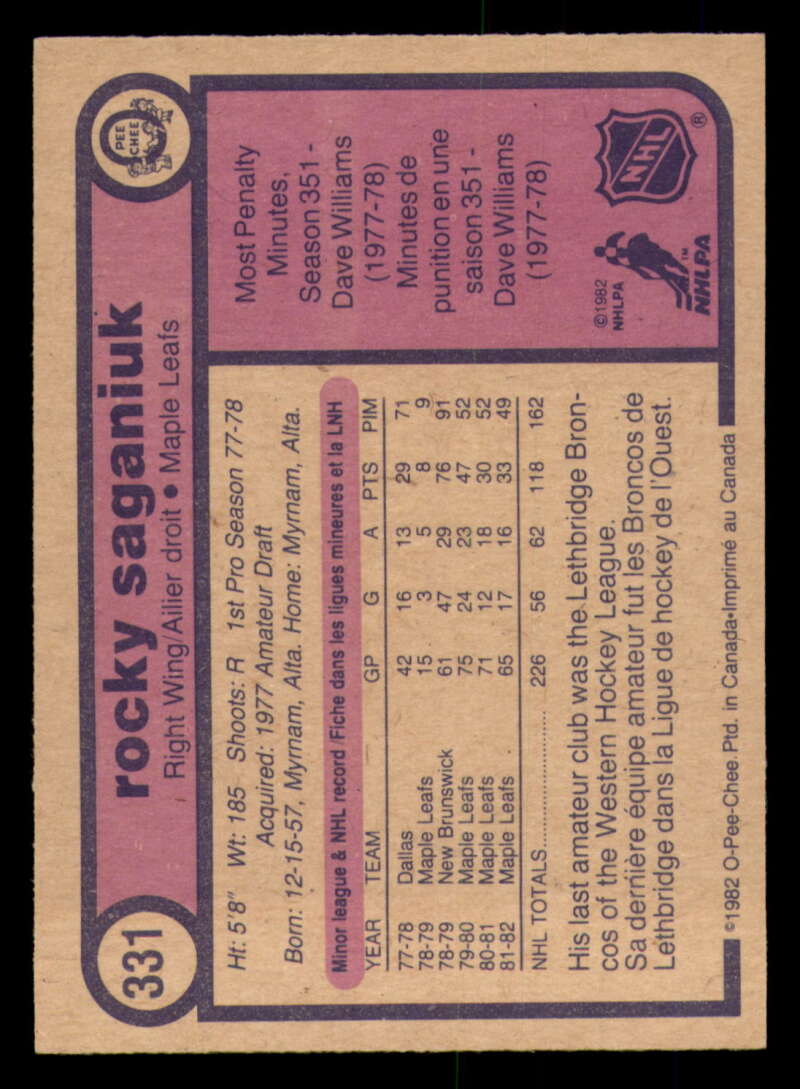 331
rocky saganiuk
Right Wing/Ailier droit • Maple Leafs
O
PEE
CHEE
Ht: 5'8" Wt: 185 Shoots: R 1st Pro Season 77-78
Acquired: 1977 Amateur Draft
Born: 12-15-57, Myrnam, Alta. Home: Myrnam, Alta.
Minor league & NHL record/Fiche dans les ligues mineures et la LNH
YEAR TEAM GP G A PTS PIM
77-78 Dallas 42 16 13 29 71
78-79 Maple Leafs 15 3 5 8 9
78-79 New Brunswick 61 47 29 76 91
79-80 Maple Leafs 75 24 23 47 52
80-81 Maple Leafs 71 12 18 30 52
81-82 Maple Leafs 65 17 16 33 49
NHL TOTALS.......................... 226 56 62 118 162
His last amateur club was the Lethbridge Bron-
cos of the Western Hockey League.
Sa dernière équipe amateur fut les Broncos de
Lethbridge dans la Ligue de hockey de l'Ouest.
Most Penalty
Minutes,
Season 351 -
Dave Williams
(1977-78)
Minutes de
punition en une
saison 351 -
Dave Williams
(1977-78)
©1982
NHLPA
NHLPA™
NHL®
©1982 O-Pee-Chee. Ptd. in Canada•Imprimé au Canada